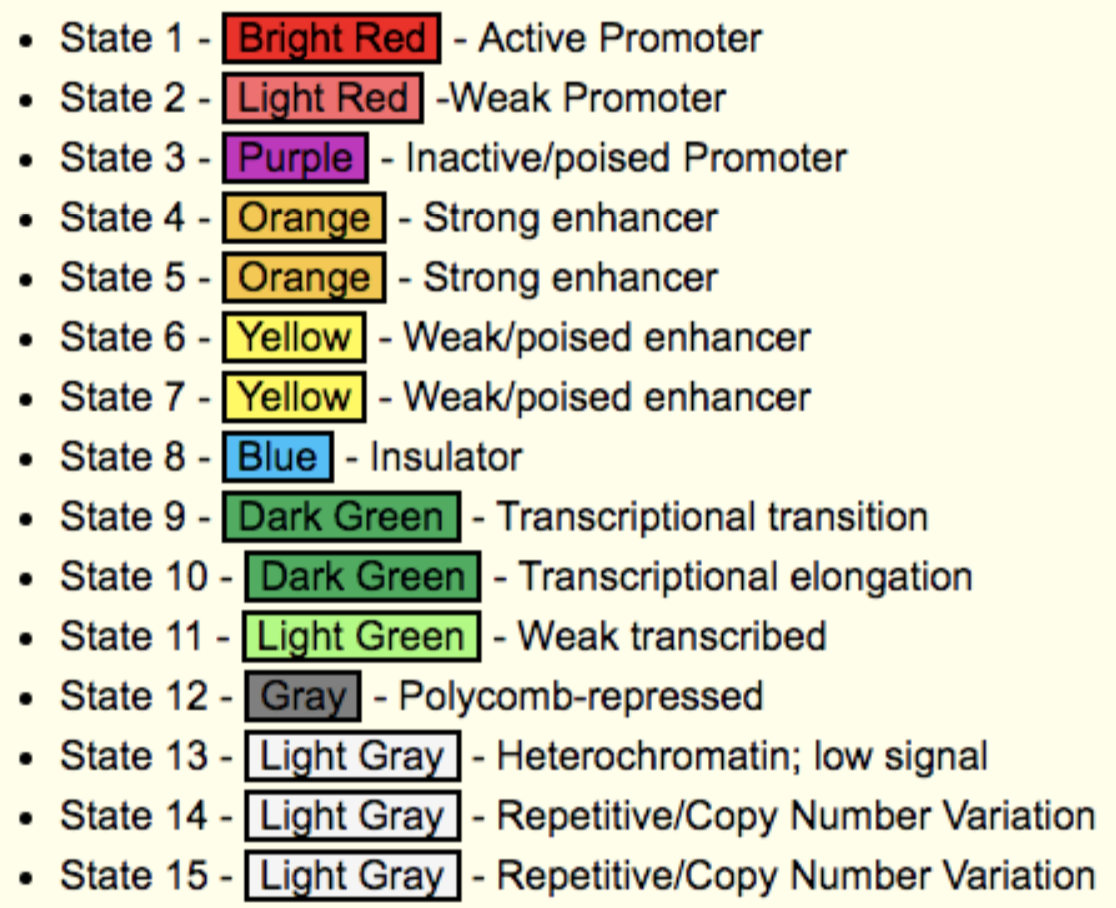 • State 1 - Bright Red - Active Promoter
• State 2 - Light Red -Weak Promoter
• State 3 - Purple - Inactive/poised Promoter
• State 4 - Orange - Strong enhancer
• State 5 - Orange - Strong enhancer
• State 6 - Yellow - Weak/poised enhancer
• State 7 - Yellow - Weak/poised enhancer
• State 8 - Blue - Insulator
• State 9 - Dark Green - Transcriptional transition
• State 10 - Dark Green - Transcriptional elongation
• State 11 - Light Green - Weak transcribed
• State 12 - Gray - Polycomb-repressed
• State 13 - Light Gray - Heterochromatin; low signal
• State 14 - Light Gray - Repetitive/Copy Number Variation
• State 15 - Light Gray - Repetitive/Copy Number Variation